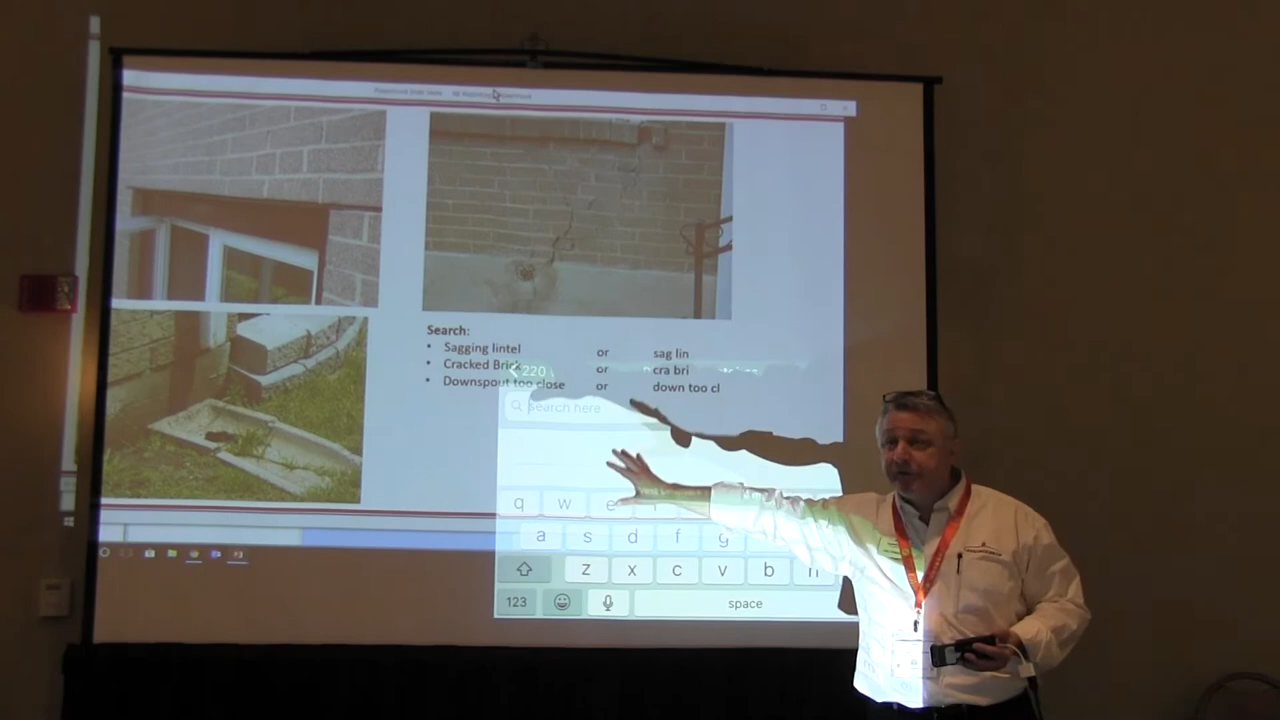 Search:
• Sagging lintel or sag lin
• Cracked Brick or cra bri
• Downspout too close or down too cl
220
search here
q w e
a s d f g
z x c v b n
123 space